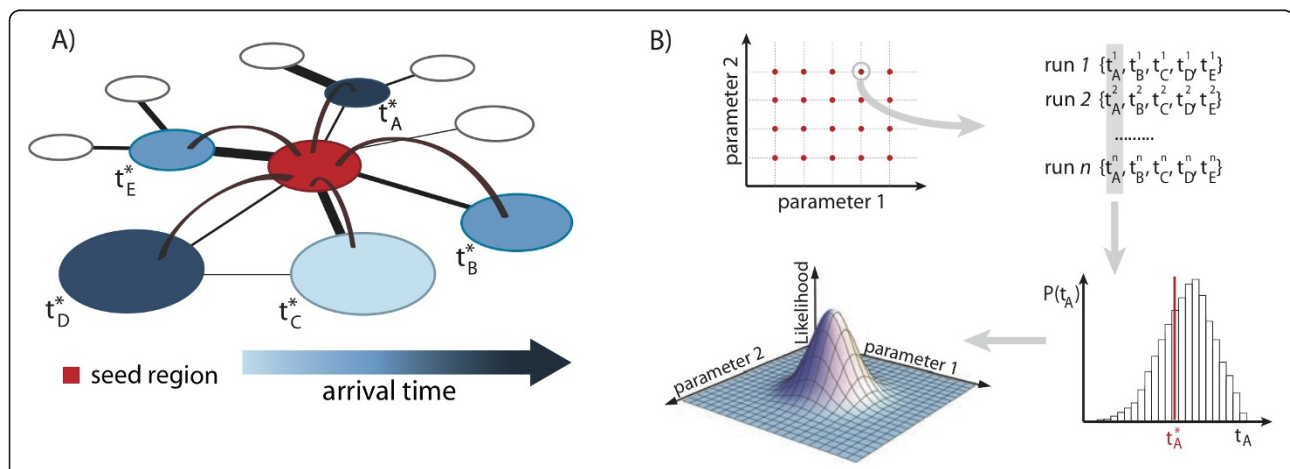 A)
t*A
t*E
t*B
t*D
t*C
seed region
arrival time
B)
parameter 2
parameter 1
run 1 {t¹A, t¹B, t¹C, t¹D, t¹E}
run 2 {t²A, t²B, t²C, t²D, t²E}
.........
run n {tⁿA, tⁿB, tⁿC, tⁿD, tⁿE}
Likelihood
parameter 2
parameter 1
P(tA)
t*A
tA